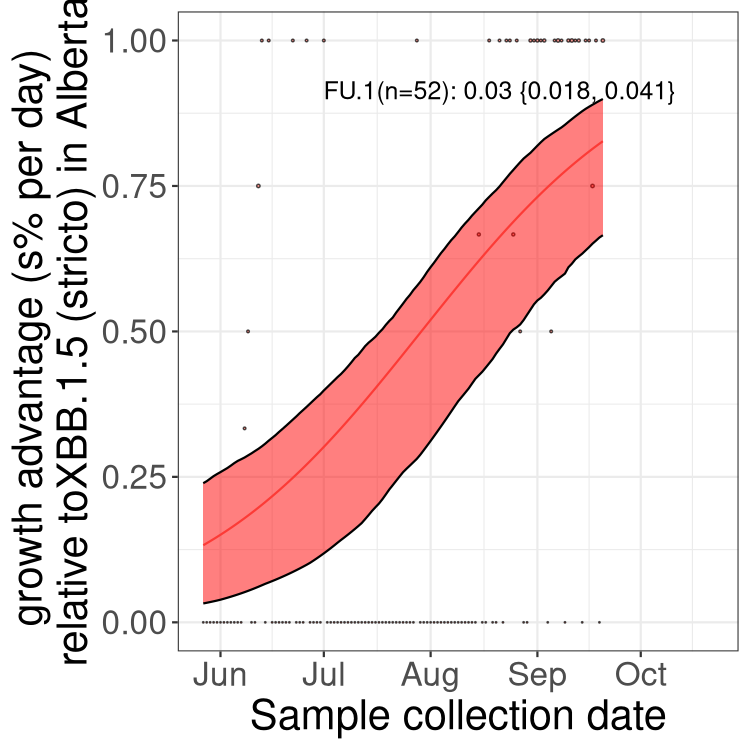 growth advantage (s% per day)
relative toXBB.1.5 (stricto) in Alberta
1.00
0.75
0.50
0.25
0.00
FU.1(n=52): 0.03 {0.018, 0.041}
Jun Jul Aug Sep Oct
Sample collection date